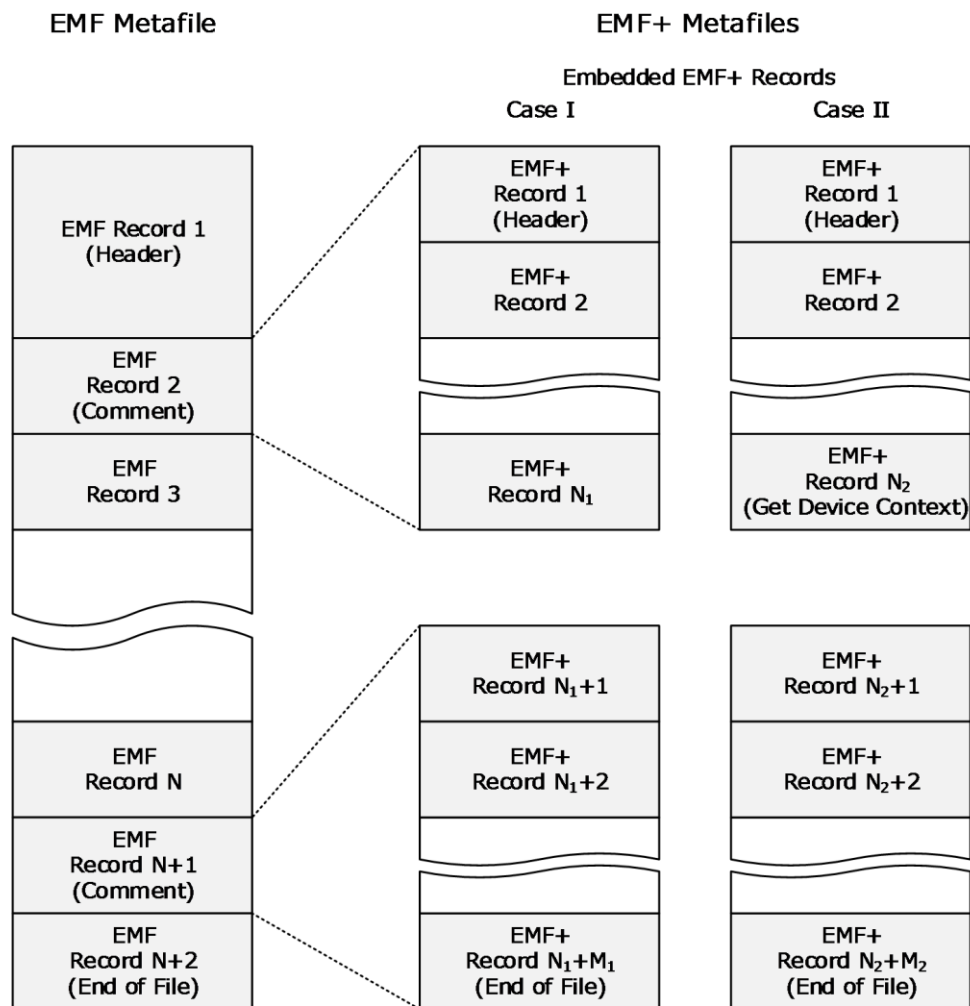 EMF Metafile
EMF+ Metafiles
Embedded EMF+ Records
Case I
Case II
EMF Record 1
(Header)
EMF
Record 2
(Comment)
EMF
Record 3
EMF
Record N
EMF
Record N+1
(Comment)
EMF
Record N+2
(End of File)
EMF+
Record 1
(Header)
EMF+
Record 2
EMF+
Record N₁
EMF+
Record N₁+1
EMF+
Record N₁+2
EMF+
Record N₁+M₁
(End of File)
EMF+
Record 1
(Header)
EMF+
Record 2
EMF+
Record N₂
(Get Device Context)
EMF+
Record N₂+1
EMF+
Record N₂+2
EMF+
Record N₂+M₂
(End of File)